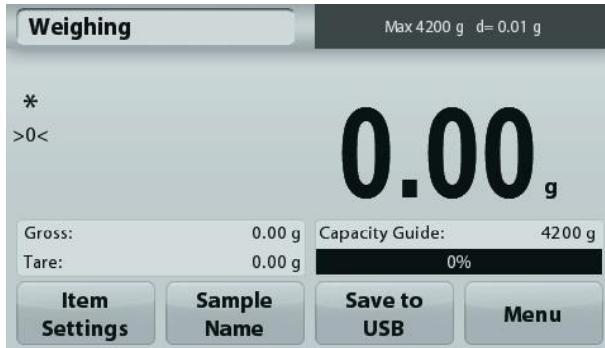 Weighing
Max 4200 g d= 0.01 g
*
>0<
0.00 g
Gross: 0.00 g
Tare: 0.00 g
Capacity Guide: 4200 g
0%
Item
Settings
Sample
Name
Save to
USB
Menu